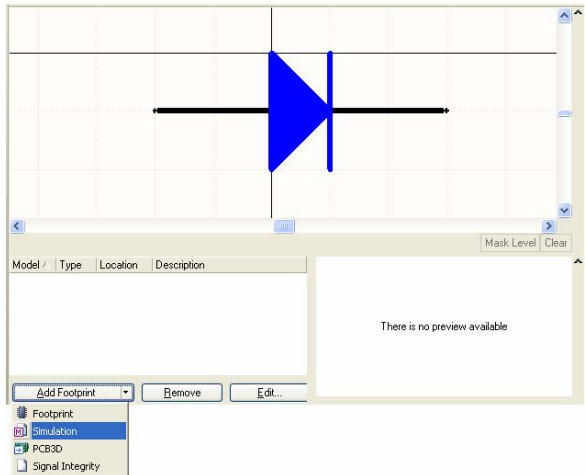 Mask Level Clear
Model Type Location Description
There is no preview available
Add Footprint Remove Edit...
Footprint
Simulation
PCB3D
Signal Integrity